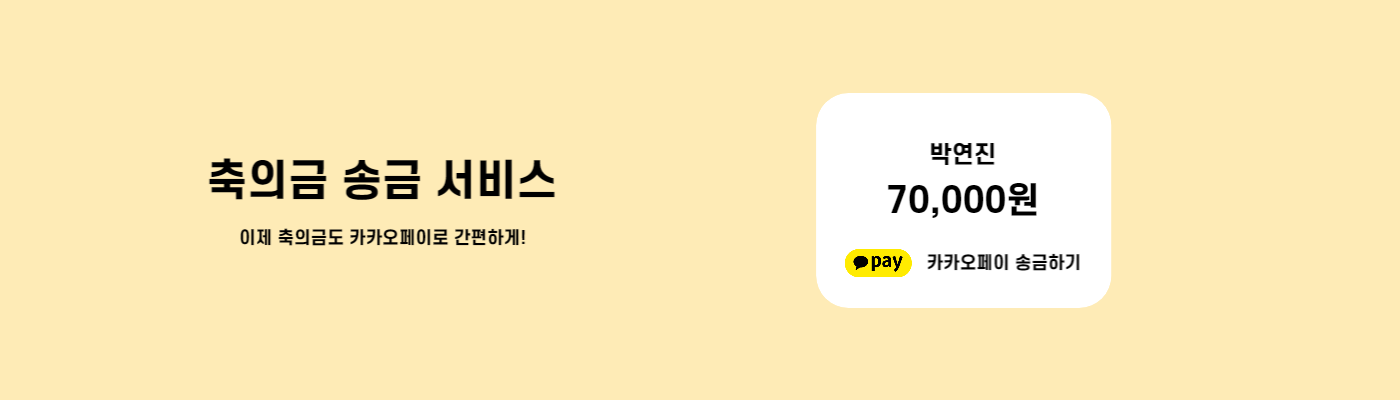 축의금 송금 서비스
이제 축의금도 카카오페이로 간편하게!
박연진
70,000원
pay 카카오페이 송금하기